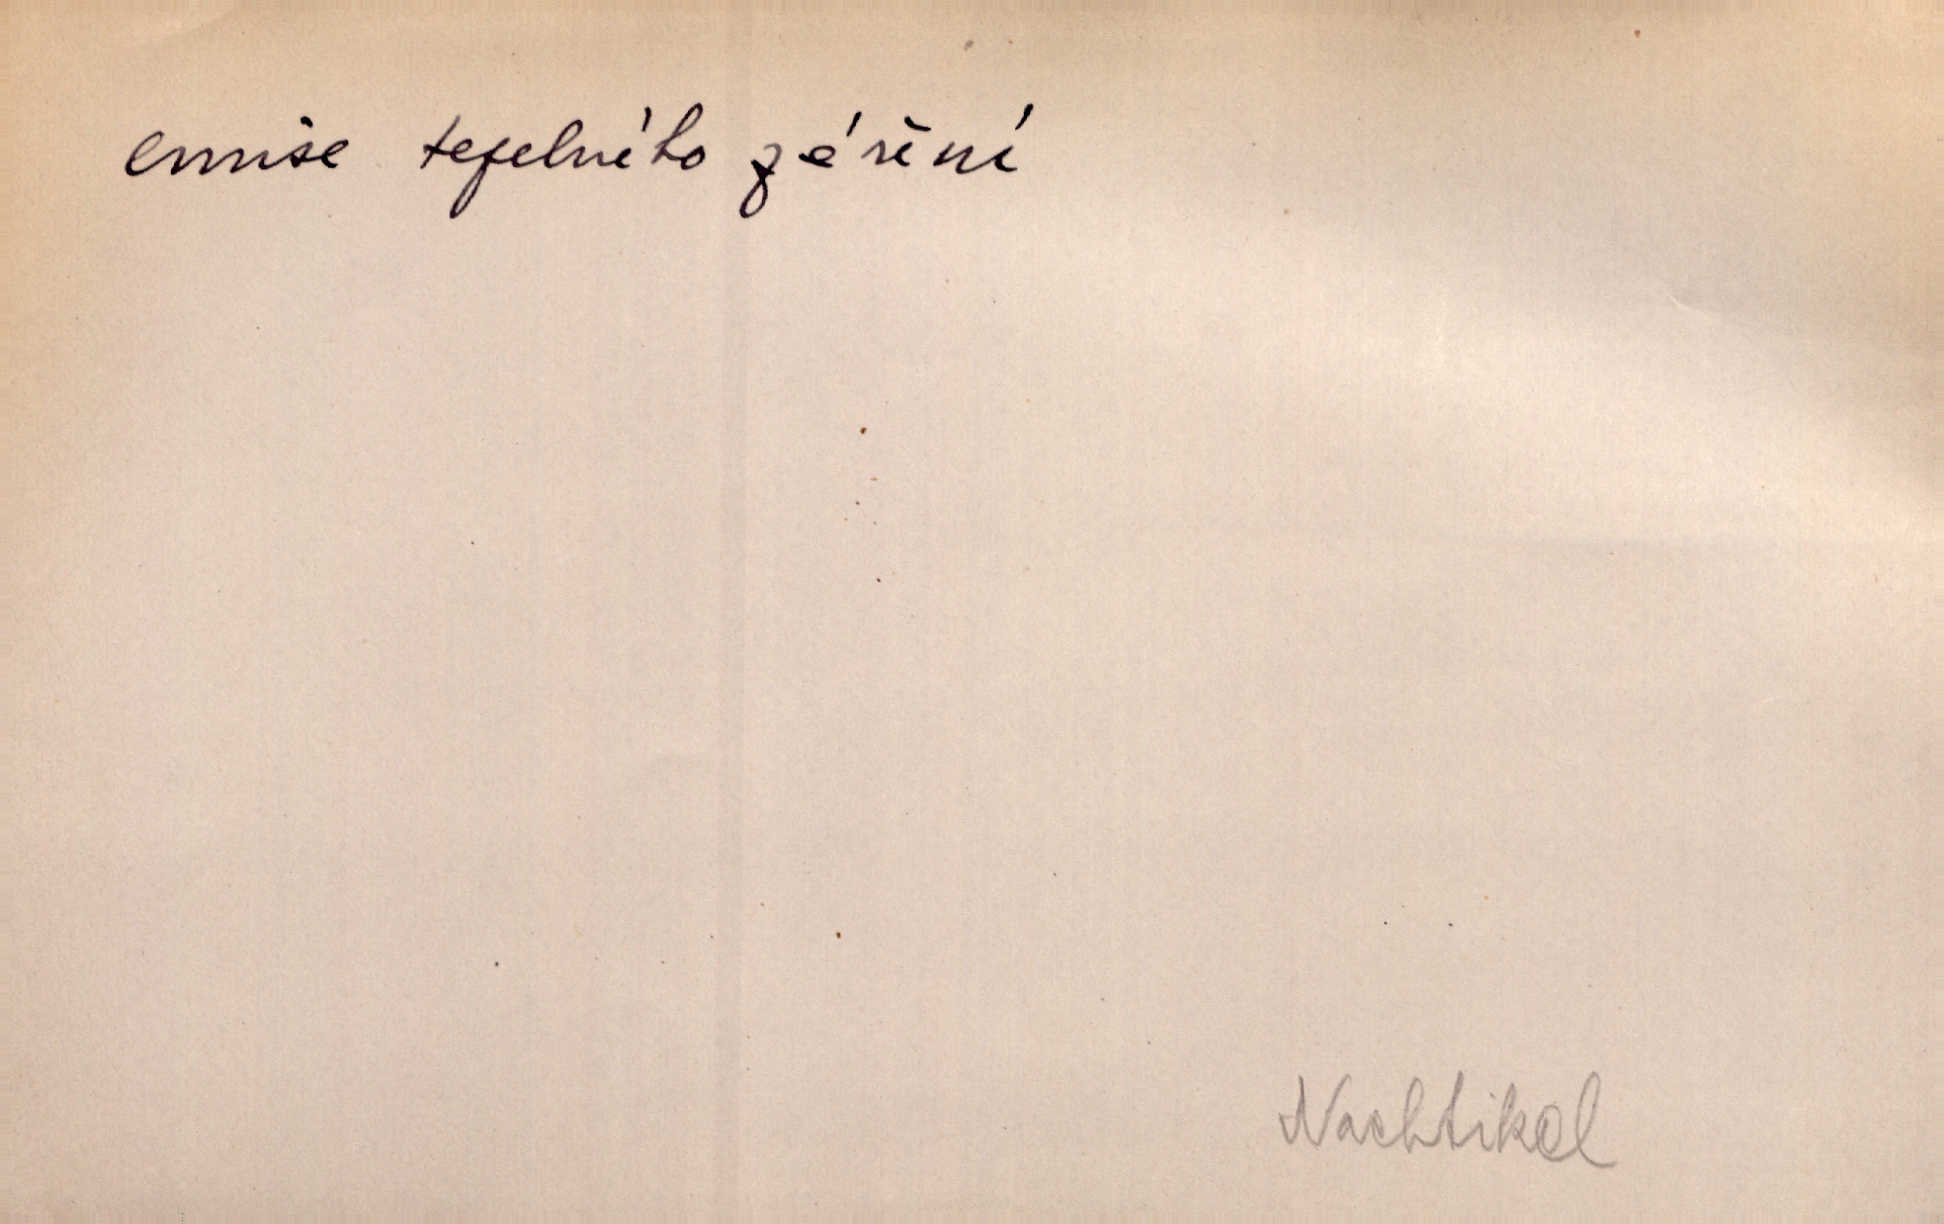 emise tepelného záření
Nachtikal